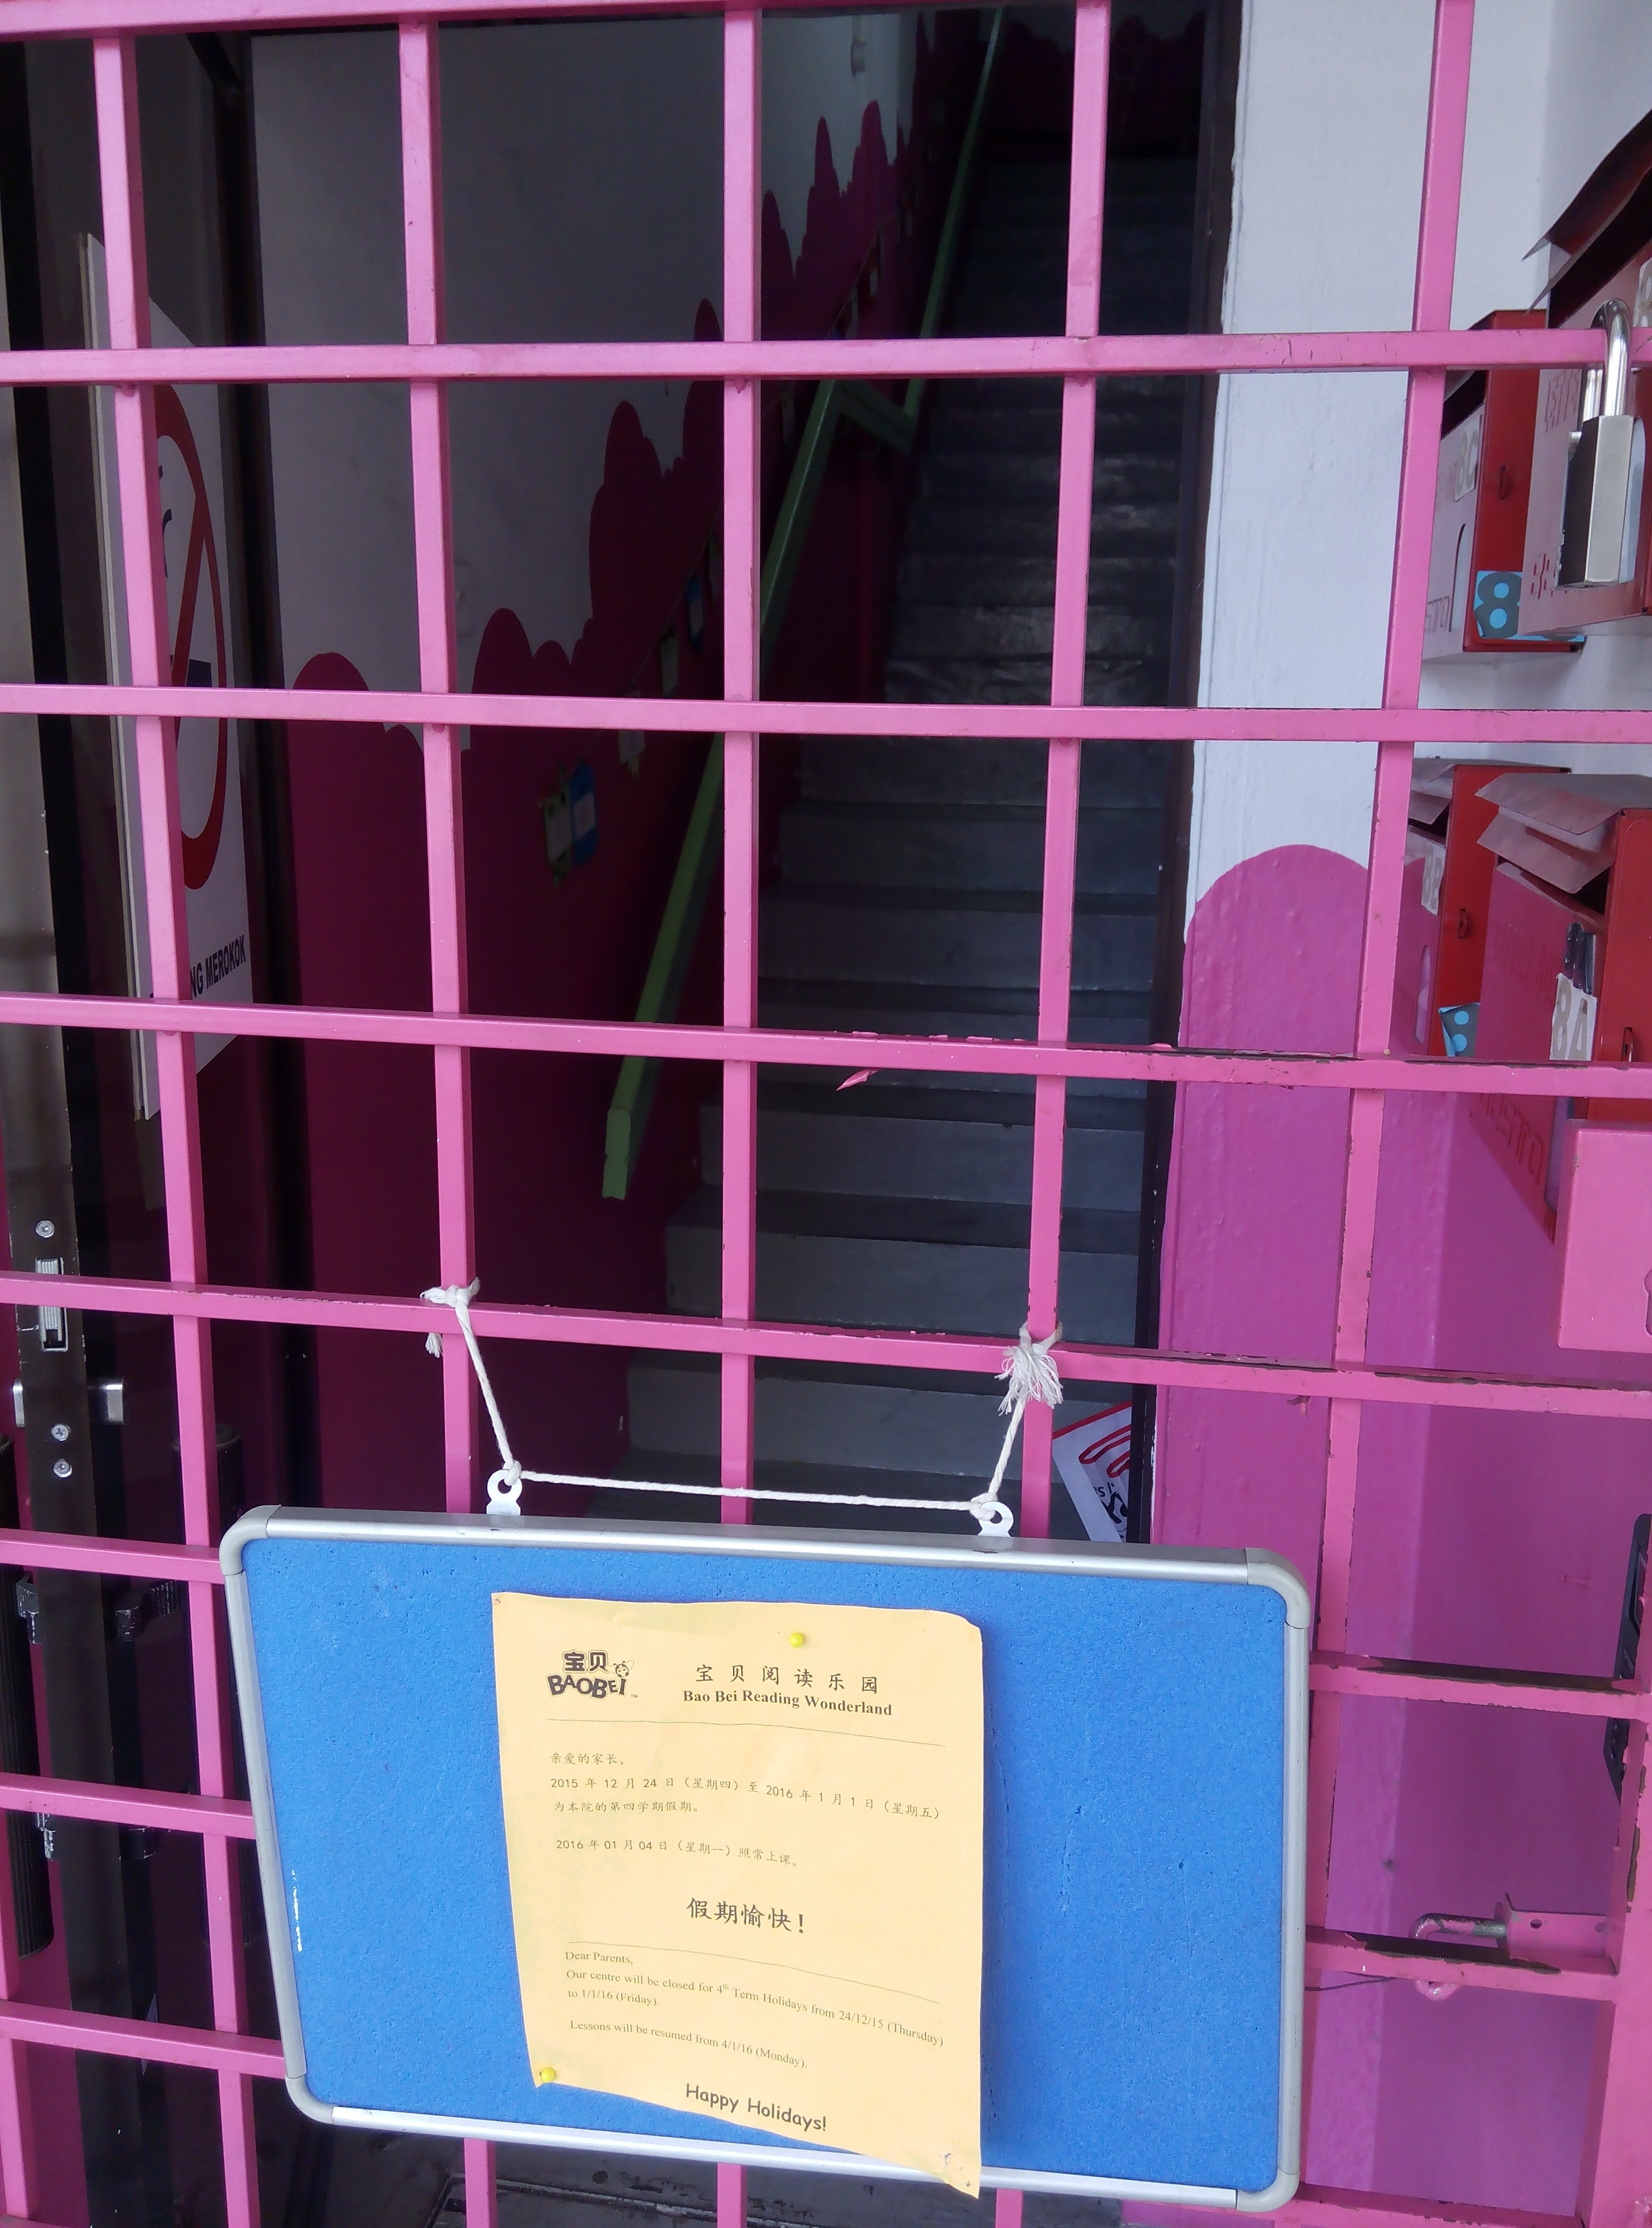 NG MEROKOK
8
8B
8A
宝贝
BAOBEI
TM
宝贝阅读乐园
Bao Bei Reading Wonderland
亲爱的家长，
2015 年 12 月 24 日（星期四）至 2016 年 1 月 1 日（星期五）
为本院的第四学期假期。
2016 年 01 月 04 日（星期一）照常上课。
假期愉快！
Dear Parents,
Our centre will be closed for 4th Term Holidays from 24/12/15 (Thursday)
to 1/1/16 (Friday).
Lessons will be resumed from 4/1/16 (Monday).
Happy Holidays!